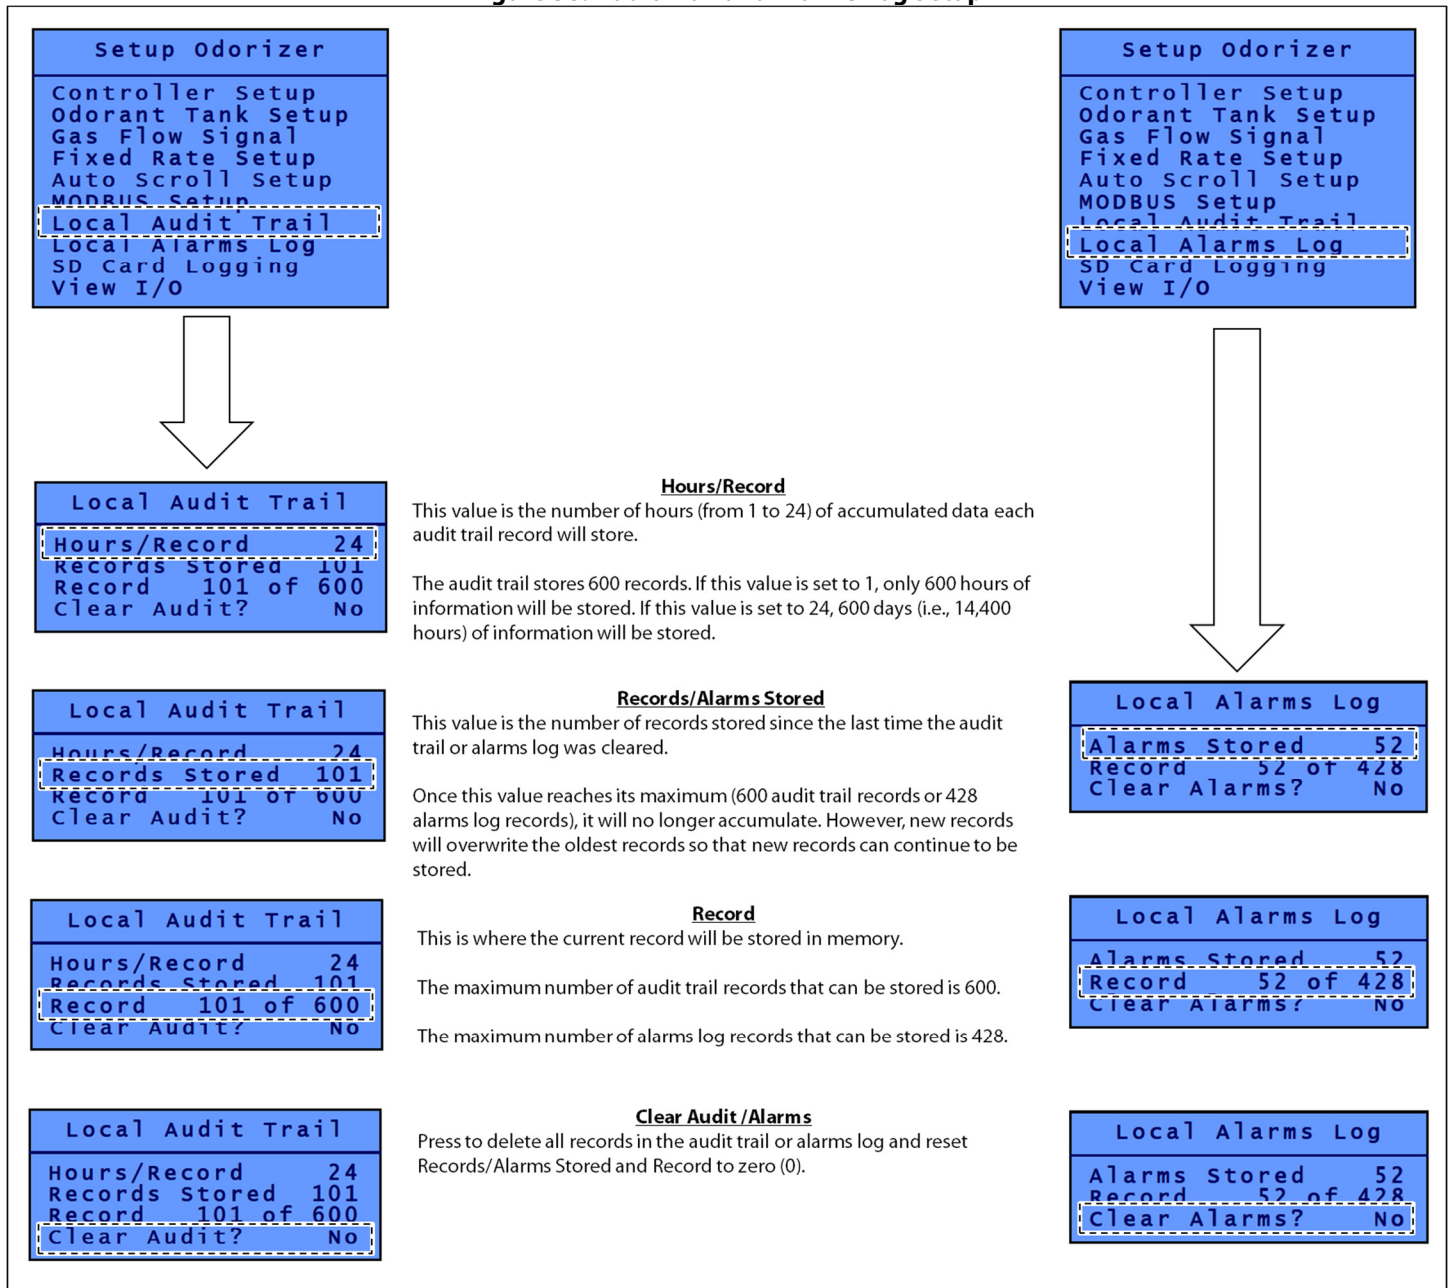 Setup Odorizer
Controller Setup
Odorant Tank Setup
Gas Flow Signal
Fixed Rate Setup
Auto Scroll Setup
MODBUS Setup
Local Audit Trail
Local Alarms Log
SD Card Logging
View I/O
Setup Odorizer
Controller Setup
Odorant Tank Setup
Gas Flow Signal
Fixed Rate Setup
Auto Scroll Setup
MODBUS Setup
Local Audit Trail
Local Alarms Log
SD Card Logging
View I/O
Local Audit Trail
Hours/Record 24
Records Stored 101
Record 101 of 600
Clear Audit? No
Hours/Record
This value is the number of hours (from 1 to 24) of accumulated data each
audit trail record will store.
The audit trail stores 600 records. If this value is set to 1, only 600 hours of
information will be stored. If this value is set to 24, 600 days (i.e., 14,400
hours) of information will be stored.
Local Audit Trail
Hours/Record 24
Records Stored 101
Record 101 of 600
Clear Audit? No
Records/Alarms Stored
This value is the number of records stored since the last time the audit
trail or alarms log was cleared.
Once this value reaches its maximum (600 audit trail records or 428
alarms log records), it will no longer accumulate. However, new records
will overwrite the oldest records so that new records can continue to be
stored.
Local Alarms Log
Alarms Stored 52
Record 52 of 428
Clear Alarms? No
Local Audit Trail
Hours/Record 24
Records Stored 101
Record 101 of 600
Clear Audit? No
Record
This is where the current record will be stored in memory.
The maximum number of audit trail records that can be stored is 600.
The maximum number of alarms log records that can be stored is 428.
Local Alarms Log
Alarms Stored 52
Record 52 of 428
Clear Alarms? No
Local Audit Trail
Hours/Record 24
Records Stored 101
Record 101 of 600
Clear Audit? No
Clear Audit /Alarms
Press to delete all records in the audit trail or alarms log and reset
Records/Alarms Stored and Record to zero (0).
Local Alarms Log
Alarms Stored 52
Record 52 of 428
Clear Alarms? No